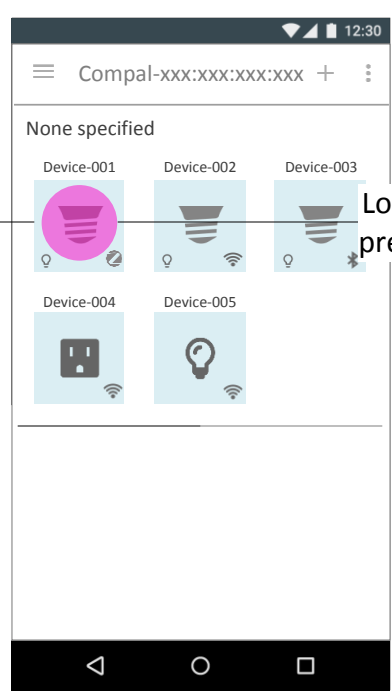 12:30
Compal-xxx:xxx:xxx:xxx
None specified
Device-001 Device-002 Device-003
Lo
pre
Device-004 Device-005